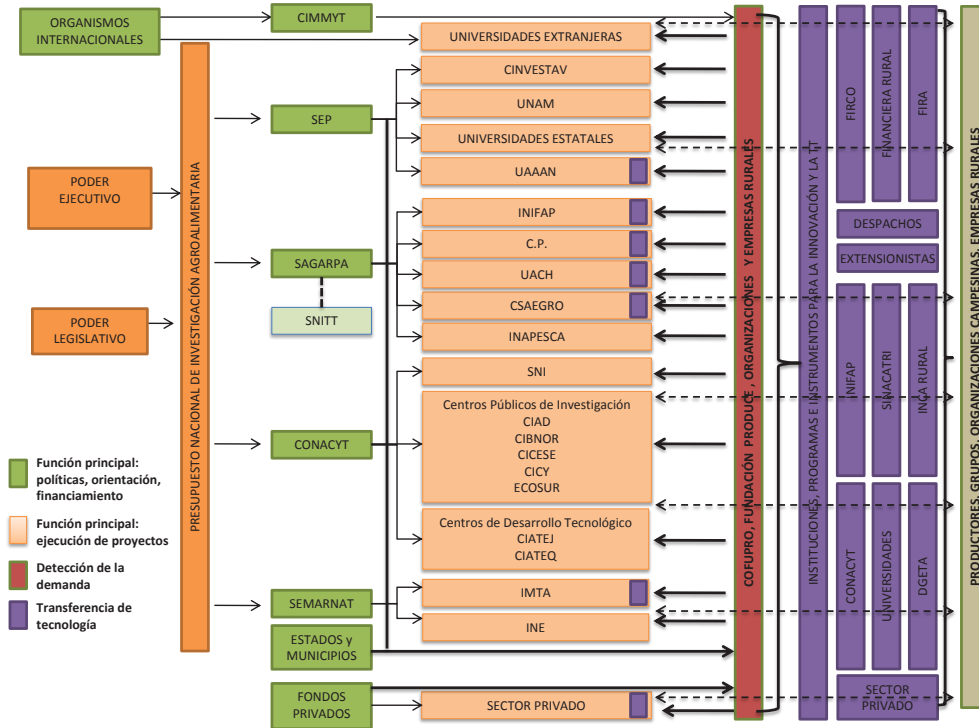 ORGANISMOS
INTERNACIONALES
CIMMYT
UNIVERSIDADES EXTRANJERAS
CINVESTAV
UNAM
SEP
UNIVERSIDADES ESTATALES
UAAAN
PODER
EJECUTIVO
INIFAP
C.P.
SAGARPA
UACH
CSAEGRO
SNITT
INAPESCA
PODER
LEGISLATIVO
PRESUPUESTO NACIONAL DE INVESTIGACIÓN AGROALIMENTARIA
SNI
Centros Públicos de Investigación
CIAD
CIBNOR
CICESE
CICY
ECOSUR
CONACYT
Centros de Desarrollo Tecnológico
CIATEJ
CIATEQ
SEMARNAT
IMTA
INE
ESTADOS y
MUNICIPIOS
FONDOS
PRIVADOS
SECTOR PRIVADO
COFUPRO, FUNDACIÓN PRODUCE, ORGANIZACIONES Y EMPRESAS RURALES
INSTITUCIONES, PROGRAMAS E INSTRUMENTOS PARA LA INNOVACIÓN Y LA TT
FIRCO
FINANCIERA RURAL
FIRA
DESPACHOS
EXTENSIONISTAS
INIFAP
SINACATRI
INCA RURAL
CONACYT
UNIVERSIDADES
DGETA
SECTOR
PRIVADO
PRODUCTORES, GRUPOS, ORGANIZACIONES CAMPESINAS, EMPRESAS RURALES
Función principal:
políticas, orientación,
financiamiento
Función principal:
ejecución de proyectos
Detección de la
demanda
Transferencia de
tecnología